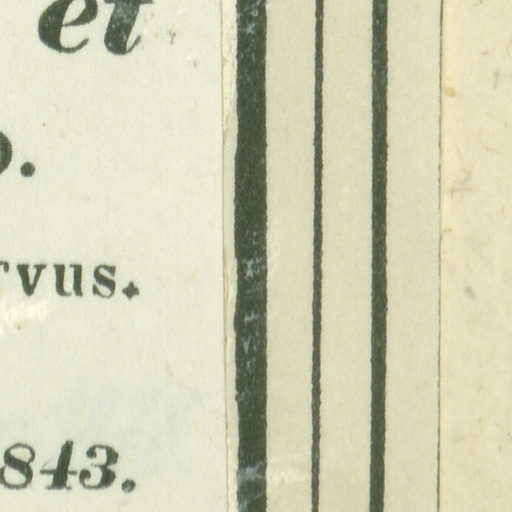 et
o.
rvus.
843.